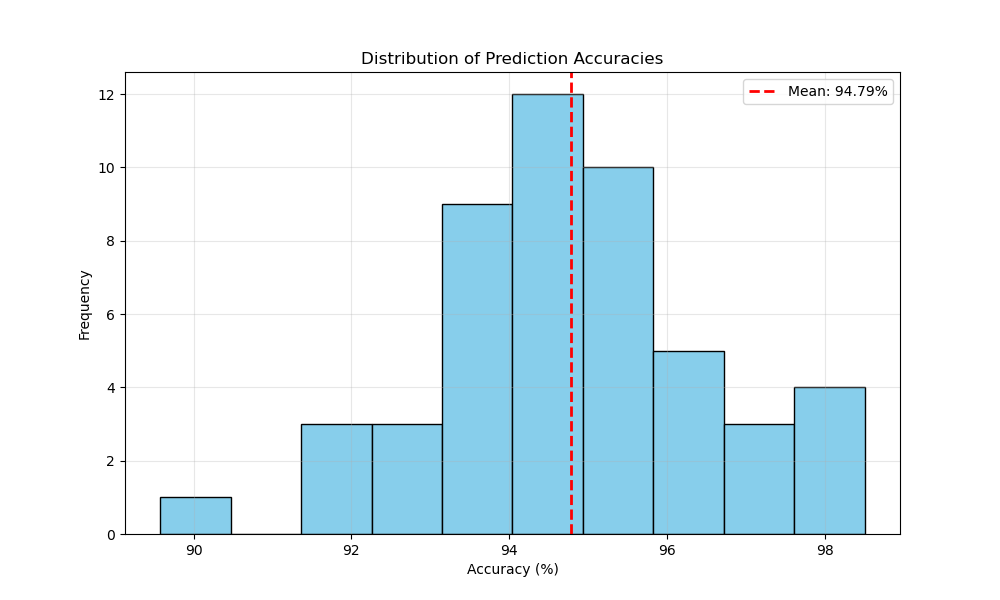 Distribution of Prediction Accuracies
Mean: 94.79%
12
10
8
6
4
2
0
Frequency
90 92 94 96 98
Accuracy (%)